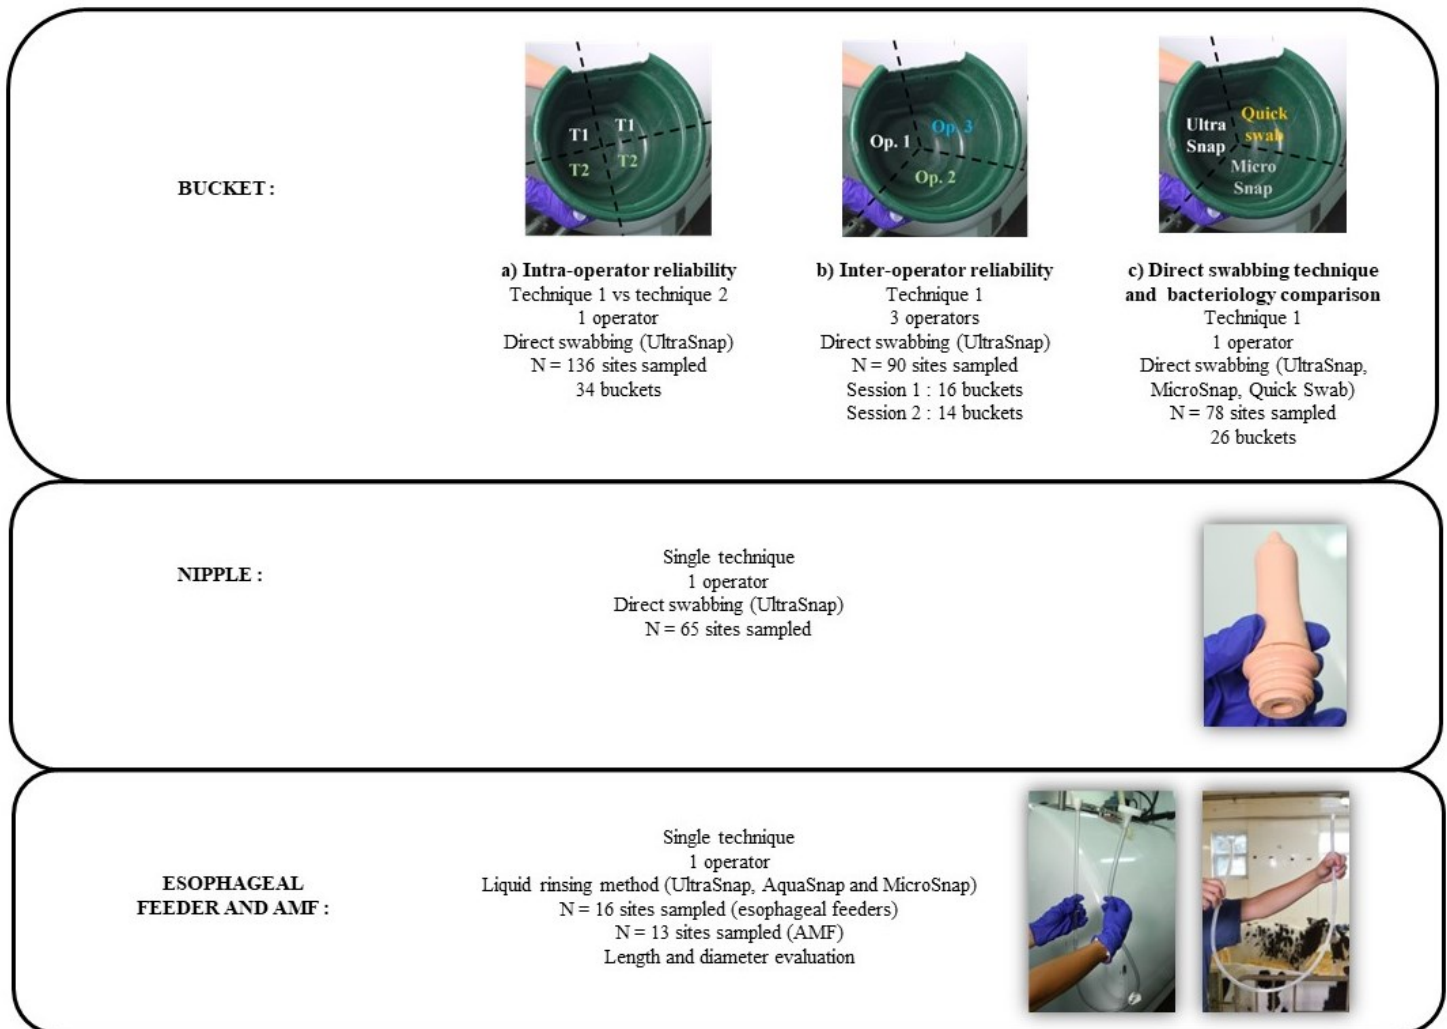 BUCKET :
T1 T1
T2 T2
a) Intra-operator reliability
Technique 1 vs technique 2
1 operator
Direct swabbing (UltraSnap)
N = 136 sites sampled
34 buckets
Op. 1
Op. 3
Op. 2
b) Inter-operator reliability
Technique 1
3 operators
Direct swabbing (UltraSnap)
N = 90 sites sampled
Session 1 : 16 buckets
Session 2 : 14 buckets
Ultra
Snap
Quick
swab
Micro
Snap
c) Direct swabbing technique
and bacteriology comparison
Technique 1
1 operator
Direct swabbing (UltraSnap,
MicroSnap, Quick Swab)
N = 78 sites sampled
26 buckets
NIPPLE :
Single technique
1 operator
Direct swabbing (UltraSnap)
N = 65 sites sampled
ESOPHAGEAL
FEEDER AND AMF :
Single technique
1 operator
Liquid rinsing method (UltraSnap, AquaSnap and MicroSnap)
N = 16 sites sampled (esophageal feeders)
N = 13 sites sampled (AMF)
Length and diameter evaluation